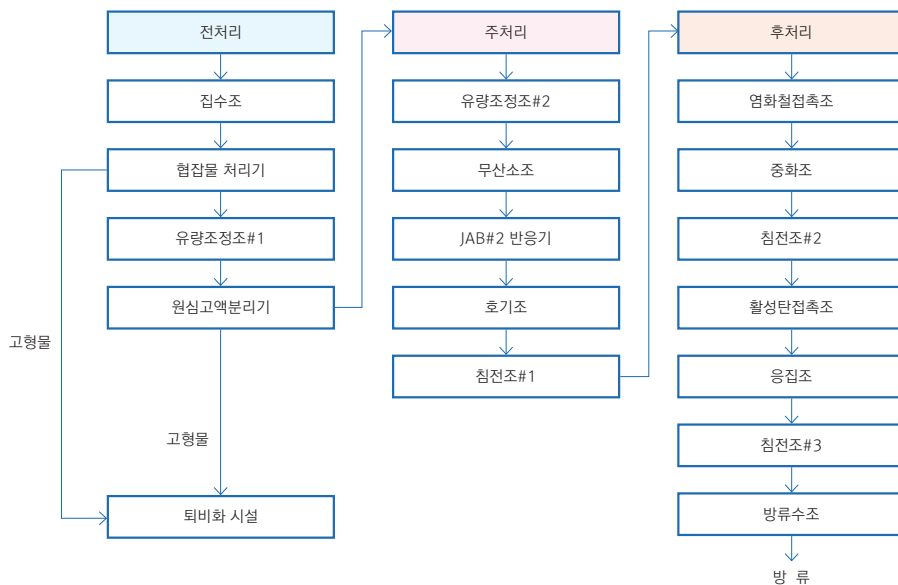 전처리
집수조
협잡물 처리기
유량조정조#1
원심고액분리기
고형물
고형물
퇴비화 시설
주처리
유량조정조#2
무산소조
JAB#2 반응기
호기조
침전조#1
후처리
염화철접촉조
중화조
침전조#2
활성탄접촉조
응집조
침전조#3
방류수조
방 류